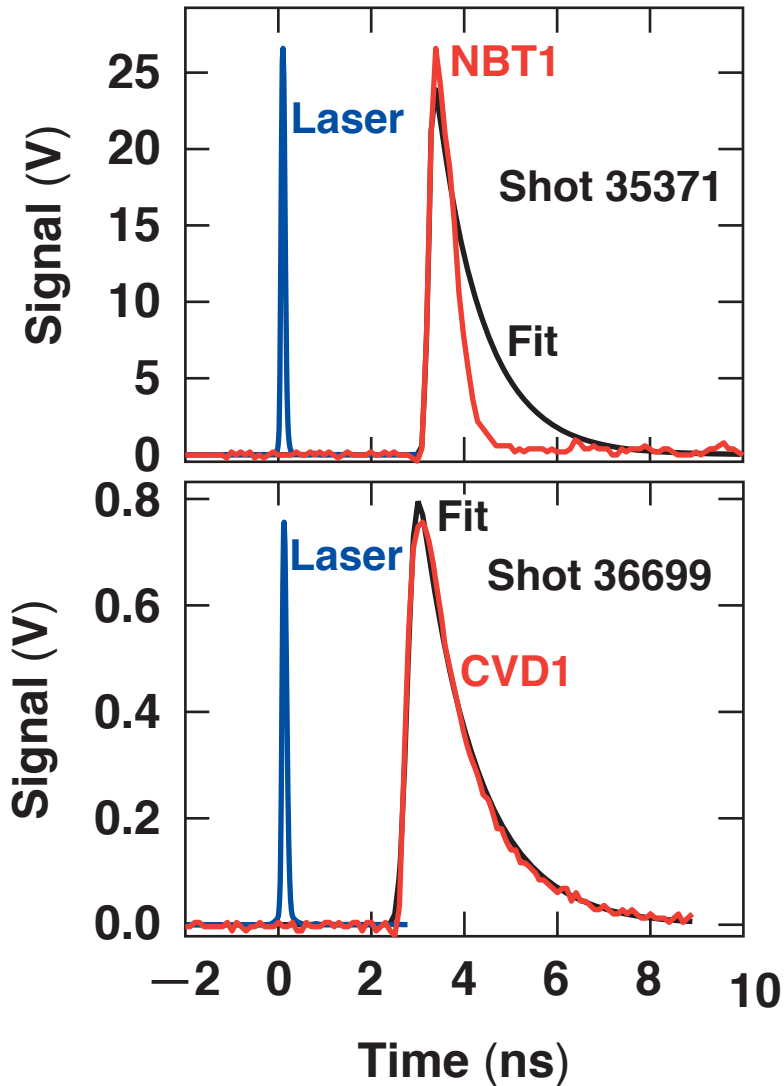 25
20
15
10
5
0
Signal (V)
Laser
NBT1
Shot 35371
Fit
0.8
0.6
0.4
0.2
0.0
Signal (V)
Laser
Fit
Shot 36699
CVD1
−2 0 2 4 6 8 10
Time (ns)